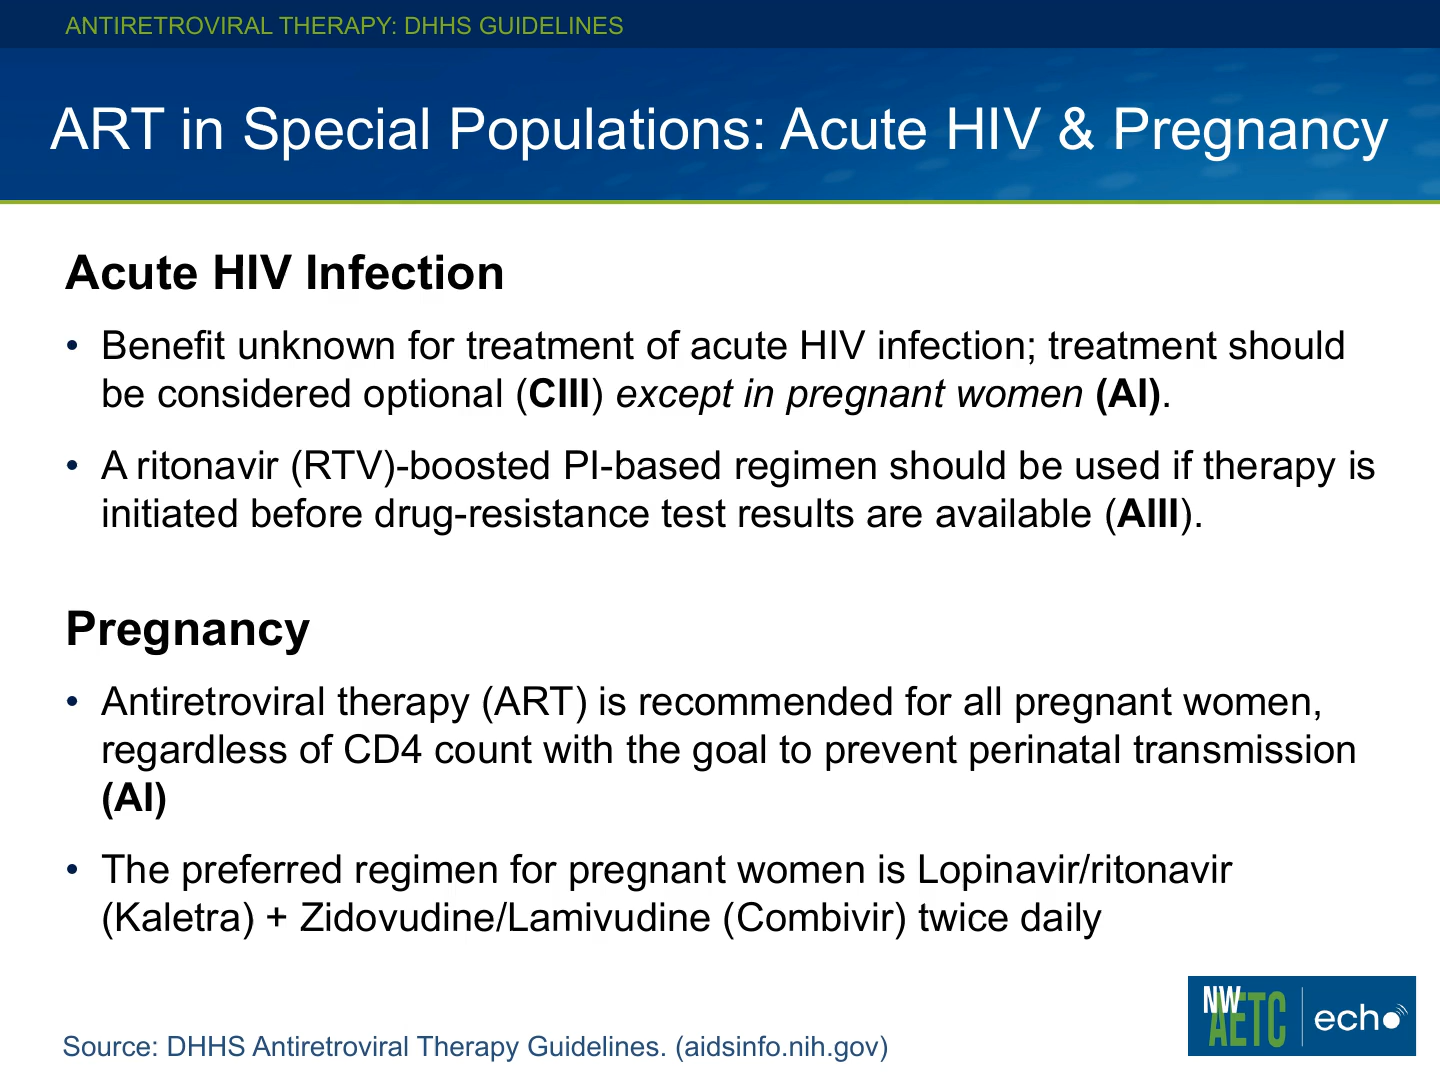 ANTIRETROVIRAL THERAPY: DHHS GUIDELINES
ART in Special Populations: Acute HIV & Pregnancy
Acute HIV Infection
• Benefit unknown for treatment of acute HIV infection; treatment should
be considered optional (CIII) except in pregnant women (AI).
• A ritonavir (RTV)-boosted PI-based regimen should be used if therapy is
initiated before drug-resistance test results are available (AIII).
Pregnancy
• Antiretroviral therapy (ART) is recommended for all pregnant women,
regardless of CD4 count with the goal to prevent perinatal transmission
(AI)
• The preferred regimen for pregnant women is Lopinavir/ritonavir
(Kaletra) + Zidovudine/Lamivudine (Combivir) twice daily
Source: DHHS Antiretroviral Therapy Guidelines. (aidsinfo.nih.gov)
NW
AETC
echo